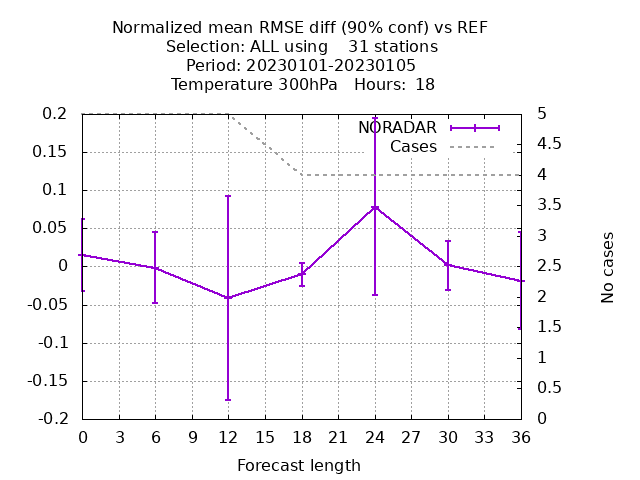 Normalized mean RMSE diff (90% conf) vs REF
Selection: ALL using    31 stations
Period: 20230101-20230105
Temperature 300hPa   Hours:  18
NORADAR
Cases
0.2
0.15
0.1
0.05
0
-0.05
-0.1
-0.15
-0.2
5
4.5
4
3.5
3
2.5
2
1.5
1
0.5
0
No cases
0 3 6 9 12 15 18 21 24 27 30 33 36
Forecast length